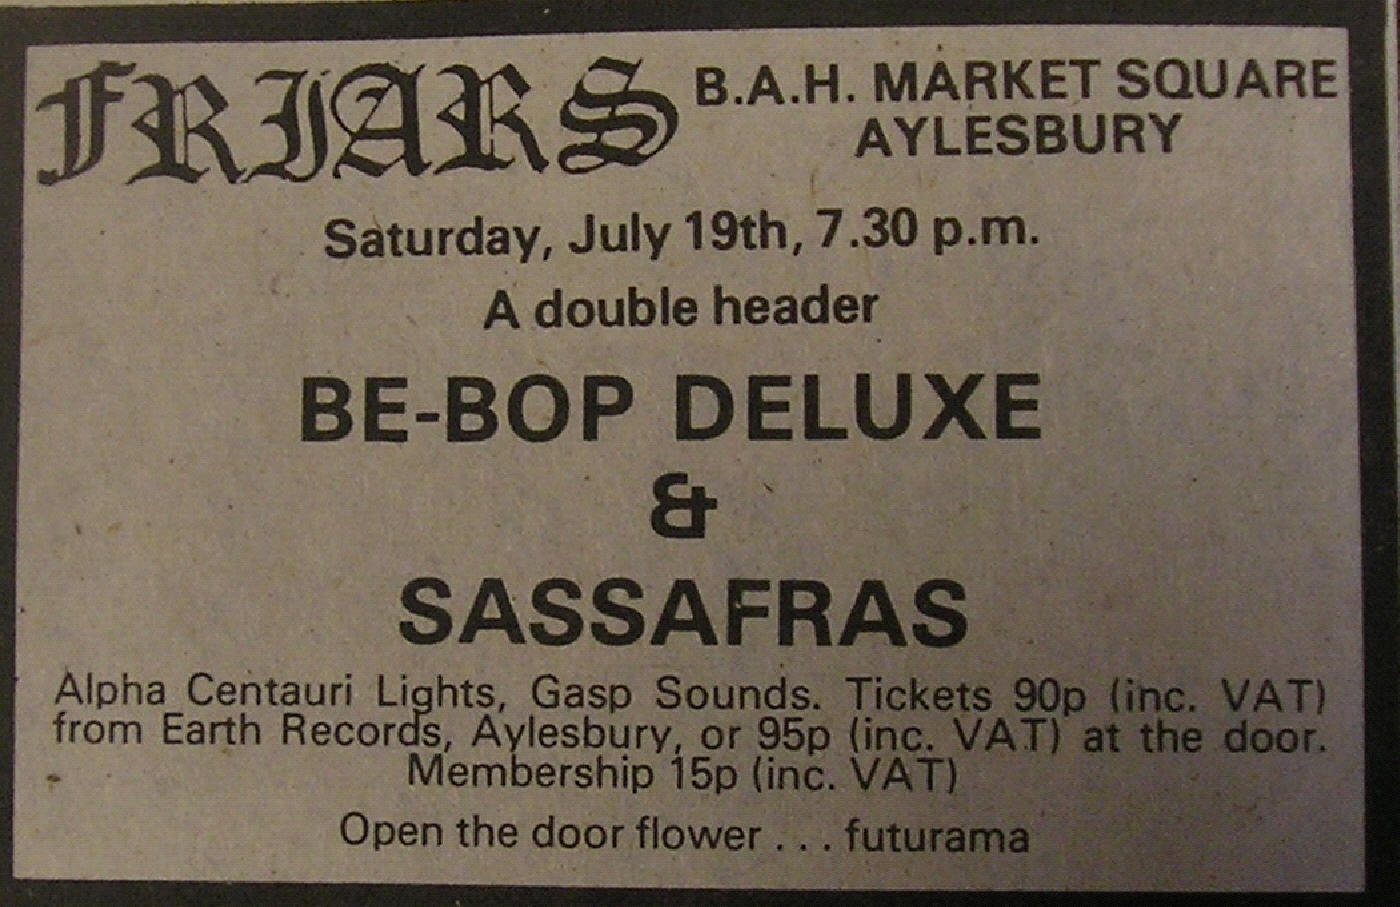 FRIARS B.A.H. MARKET SQUARE
AYLESBURY
Saturday, July 19th, 7.30 p.m.
A double header
BE-BOP DELUXE
&
SASSAFRAS
Alpha Centauri Lights, Gasp Sounds. Tickets 90p (inc. VAT)
from Earth Records, Aylesbury, or 95p (inc. VAT) at the door.
Membership 15p (inc. VAT)
Open the door flower . . . futurama